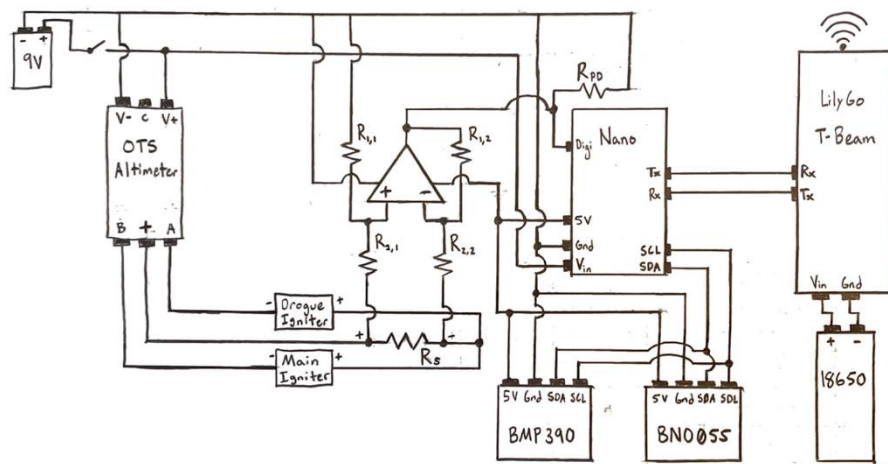 - +
9V
V- C V+
OTS
Altimeter
B + A
R1,1
R1,2
+ -
R2,1
R2,2
Drogue
Igniter
- +
Main
Igniter
- +
+ -
Rs
RPD
Nano
Digi
Tx
Rx
5V
Gnd
Vin
SCL
SDA
LilyGo
T-Beam
Rx
Tx
Vin Gnd
+ -
18650
5V Gnd SDA SCL
BMP390
5V Gnd SDA SDL
BNO055